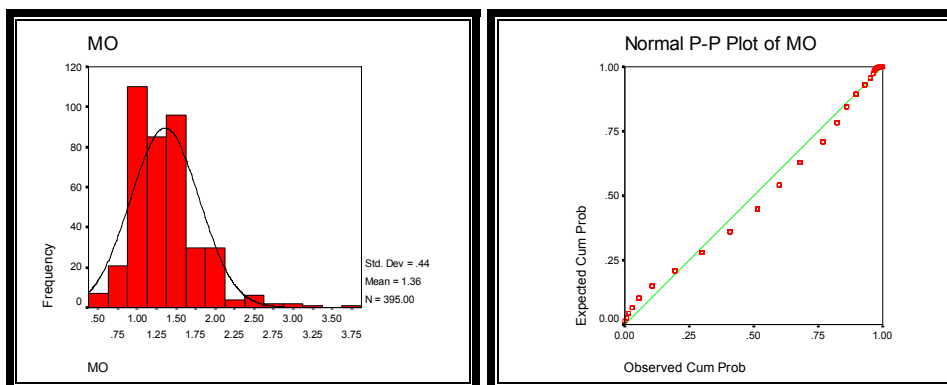 MO
120
100
80
60
40
20
0
Frequency
.50 1.00 1.50 2.00 2.50 3.00 3.50
.75 1.25 1.75 2.25 2.75 3.25 3.75
MO
Std. Dev = .44
Mean = 1.36
N = 395.00
Normal P-P Plot of MO
1.00
.75
.50
.25
0.00
Expected Cum Prob
0.00 .25 .50 .75 1.00
Observed Cum Prob